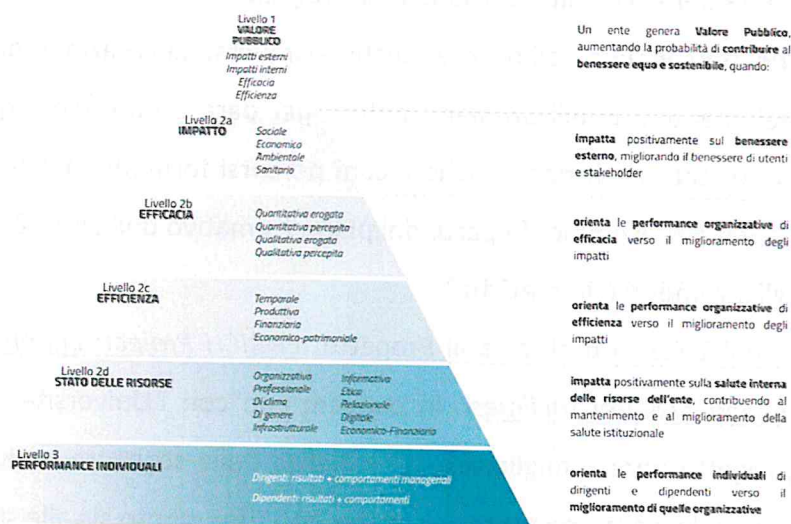 Livello 1
VALORE
PUBBLICO
Impatti esterni
Impatti interni
Efficacia
Efficienza
Un ente genera Valore Pubblico,
aumentando la probabilità di contribuire al
benessere equo e sostenibile, quando:
Livello 2a
IMPATTO
Sociale
Economico
Ambientale
Sanitario
impatta positivamente sul benessere
esterno, migliorando il benessere di utenti
e stakeholder
Livello 2b
EFFICACIA
Quantitativa erogata
Quantitativa percepita
Qualitativa erogata
Qualitativa percepita
orienta le performance organizzative di
efficacia verso il miglioramento degli
impatti
Livello 2c
EFFICIENZA
Temporale
Produttiva
Finanziaria
Economico-patrimoniale
orienta le performance organizzative di
efficienza verso il miglioramento degli
impatti
Livello 2d
STATO DELLE RISORSE
Organizzativa Informativa
Professionale Etica
Di clima Relazionale
Di genere Digitale
Infrastrutturale Economico-Finanziaria
impatta positivamente sulla salute interna
delle risorse dell'ente, contribuendo al
mantenimento e al miglioramento della
salute istituzionale
Livello 3
PERFORMANCE INDIVIDUALI
Dirigenti: risultati + comportamenti manageriali
Dipendenti: risultati + comportamenti
orienta le performance individuali di
dirigenti e dipendenti verso il
miglioramento di quelle organizzative